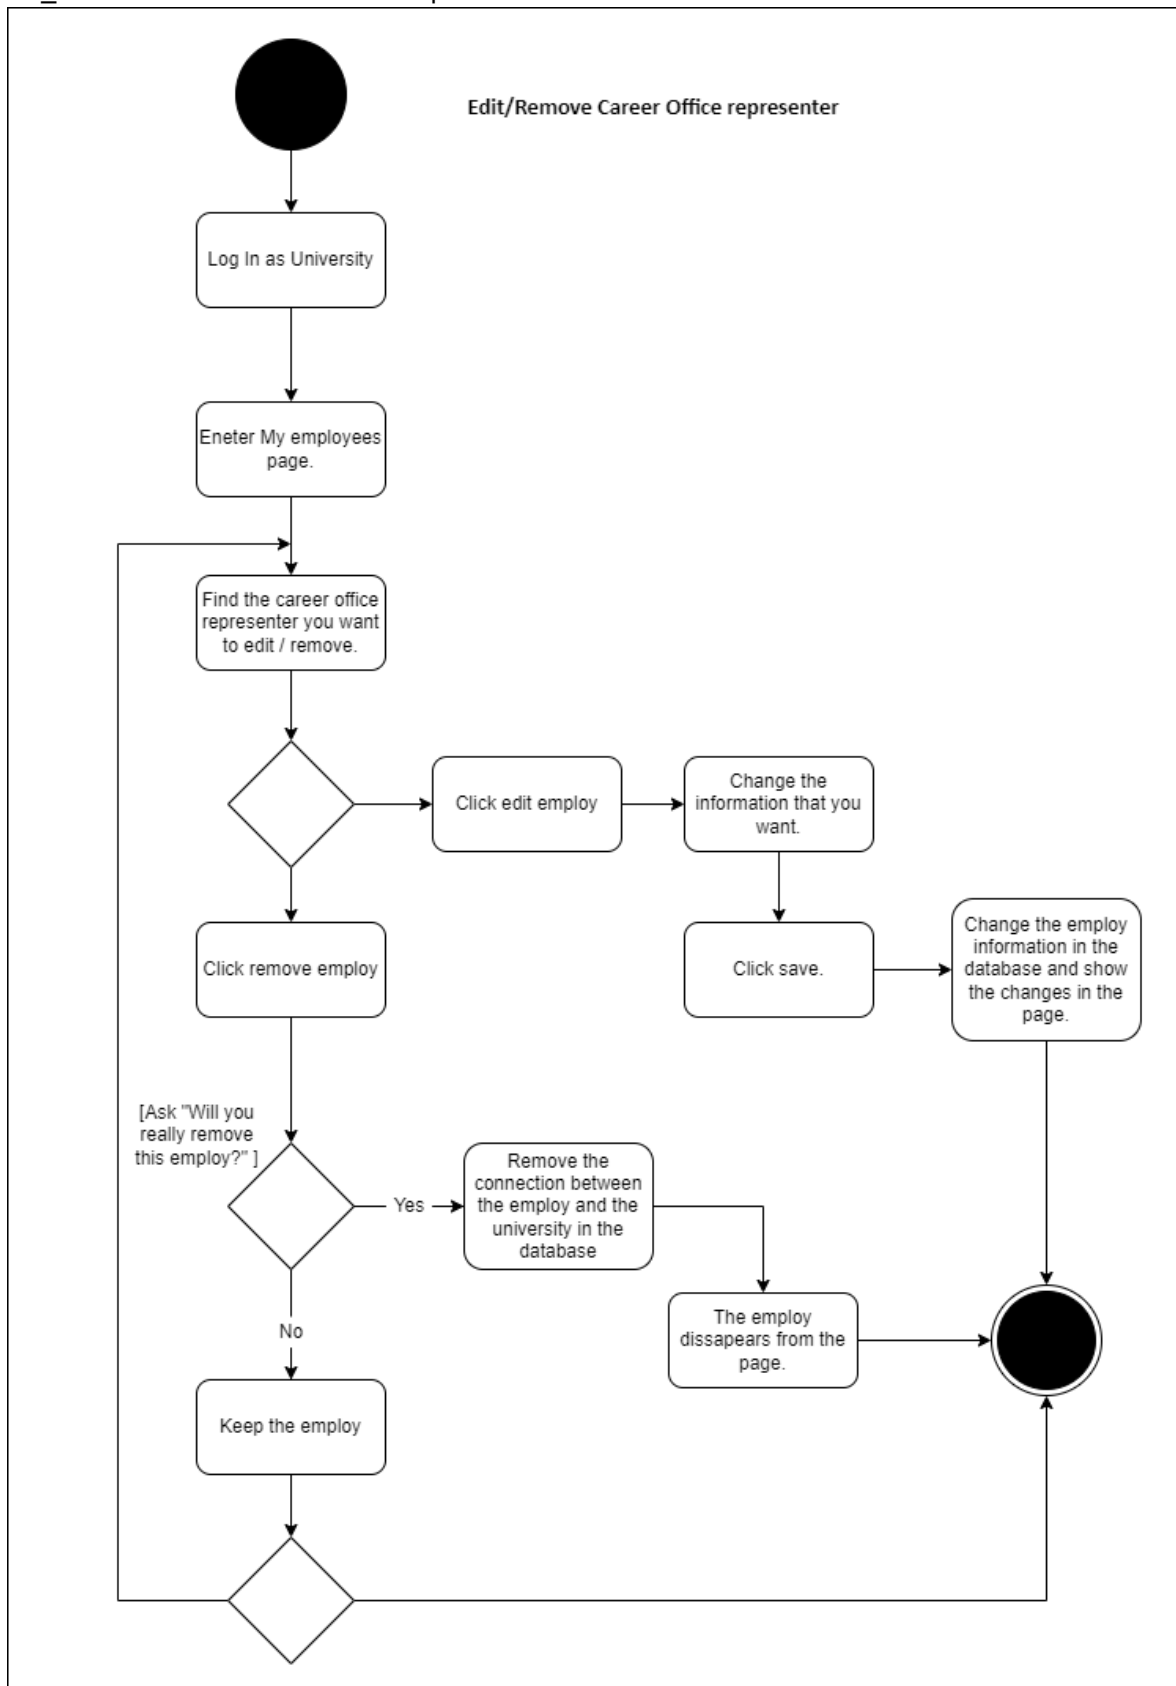 Edit/Remove Career Office representer
Log In as University
Eneter My employees
page.
Find the career office
representer you want
to edit / remove.
Click edit employ
Change the
information that you
want.
Click remove employ
Click save.
Change the employ
information in the
database and show
the changes in the
page.
[Ask "Will you
really remove
this employ?" ]
Yes
Remove the
connection between
the employ and the
university in the
database
No
The employ
dissapears from the
page.
Keep the employ